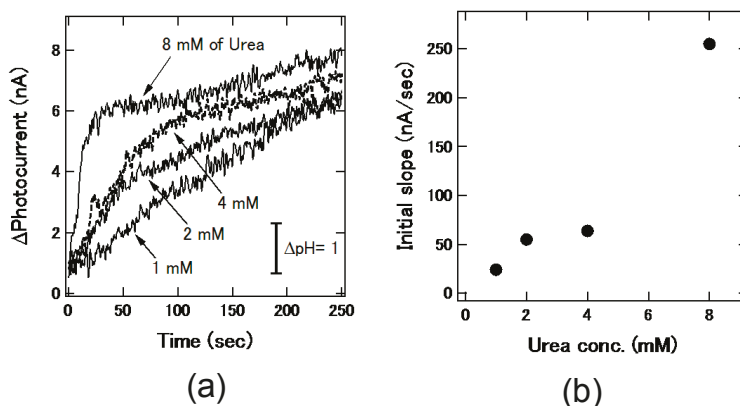 8
6
4
2
0
ΔPhotocurrent (nA)
8 mM of Urea
4 mM
2 mM
1 mM
ΔpH= 1
0
50
100
150
200
250
Time (sec)
(a)
250
200
150
100
50
0
Initial slope (nA/sec)
0
2
4
6
8
Urea conc. (mM)
(b)